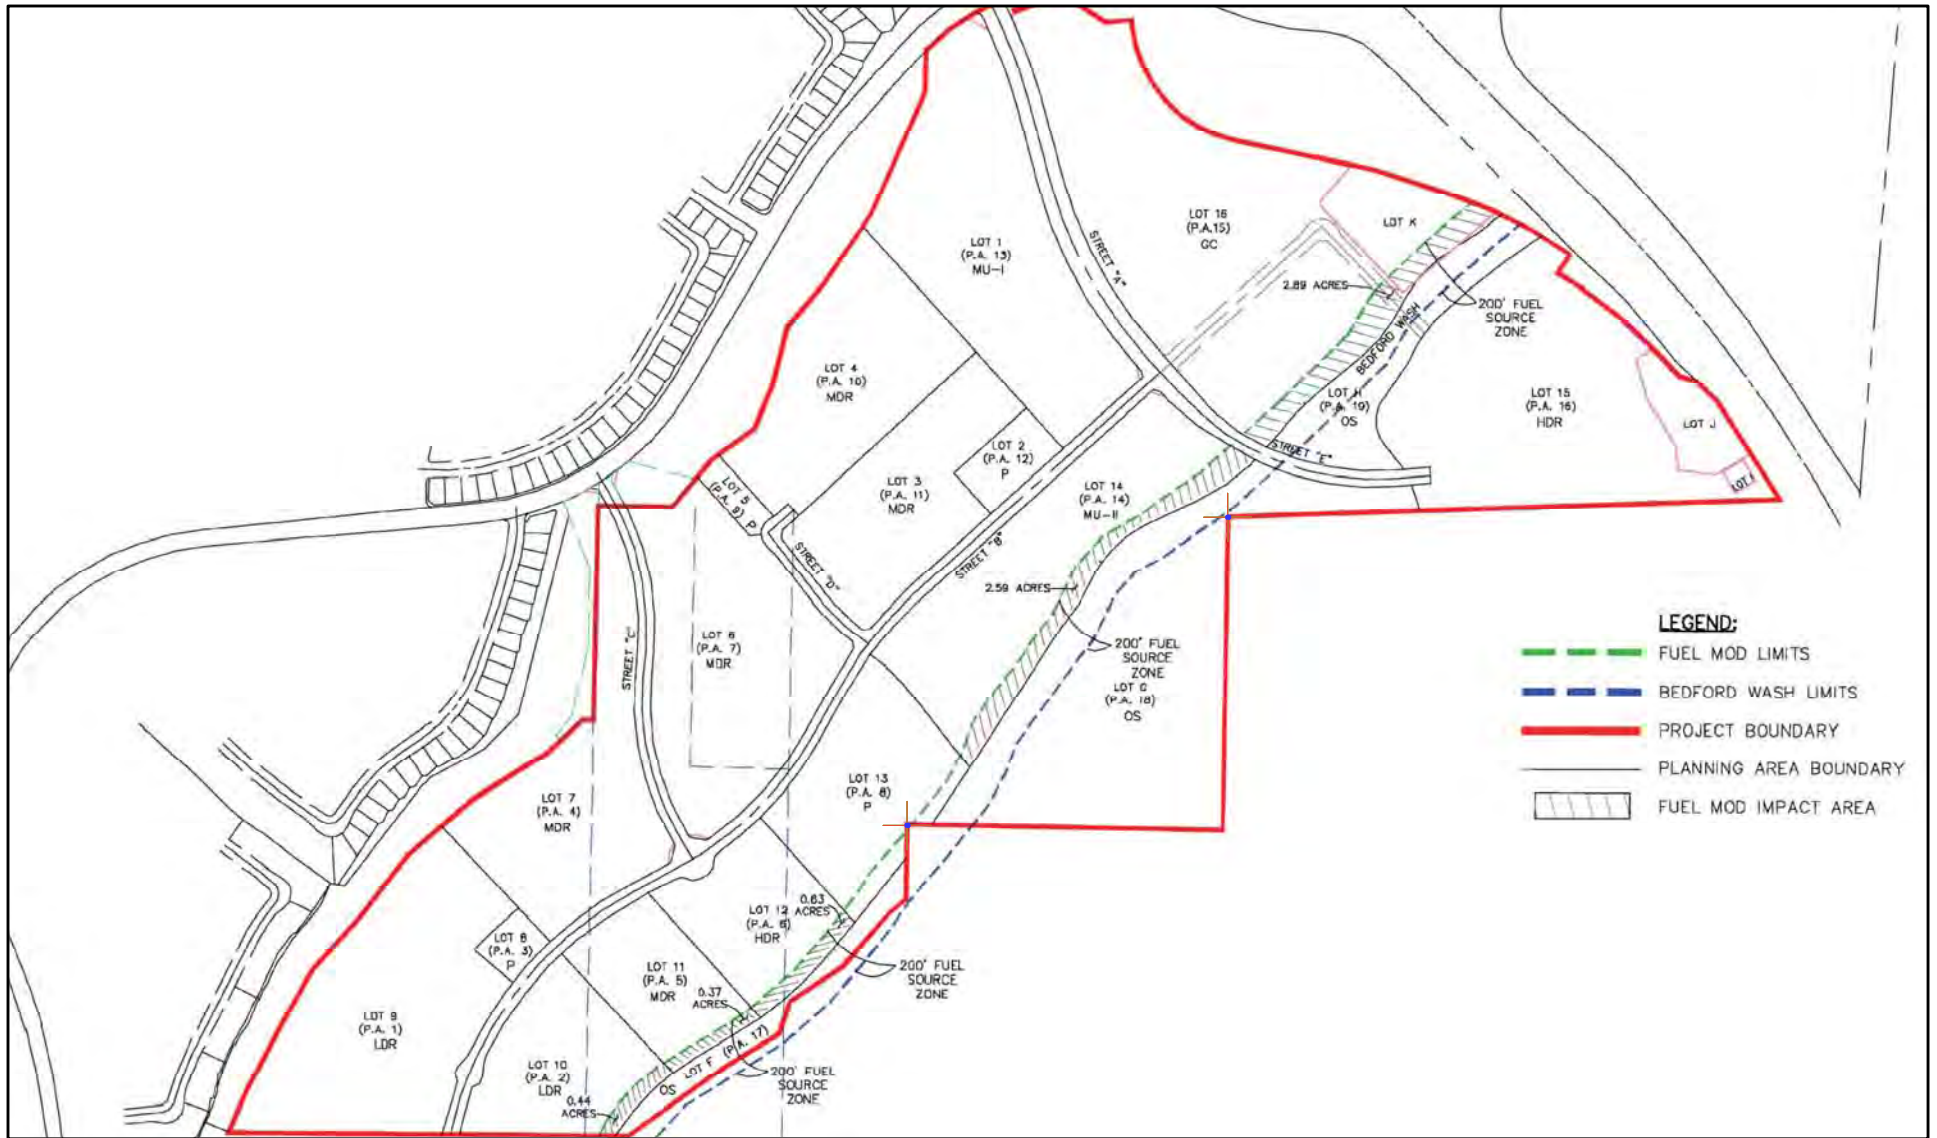 LOT 16
(P.A.15)
GC
LOT K
LOT 1
(P.A. 13)
MU-I
STREET "A"
2.89 ACRES
200' FUEL
SOURCE
ZONE
BEDFORD WASH
LOT 4
(P.A. 10)
MDR
LOT H
(P.A. 19)
OS
LOT 15
(P.A. 16)
HDR
LOT J
LOT I
LOT 2
(P.A. 12)
P
STREET "E"
LOT 5
(P.A. 9) P
LOT 3
(P.A. 11)
MDR
LOT 14
(P.A. 14)
MU-II
STREET "D"
STREET "B"
2.59 ACRES
200' FUEL
SOURCE
ZONE
LOT G
(P.A. 18)
OS
STREET "C"
LOT 6
(P.A. 7)
MDR
LEGEND:
FUEL MOD LIMITS
BEDFORD WASH LIMITS
PROJECT BOUNDARY
PLANNING AREA BOUNDARY
FUEL MOD IMPACT AREA
LOT 7
(P.A. 4)
MDR
LOT 13
(P.A. 8)
P
0.63
ACRES
LOT 12
(P.A. 6)
HDR
LOT 8
(P.A. 3)
P
LOT 11
(P.A. 5)
MDR
0.37
ACRES
200' FUEL
SOURCE
ZONE
LOT 9
(P.A. 1)
LDR
LOT 10
(P.A. 2)
LDR
OS LOT F (P.A. 17)
0.44
ACRES
200' FUEL
SOURCE
ZONE